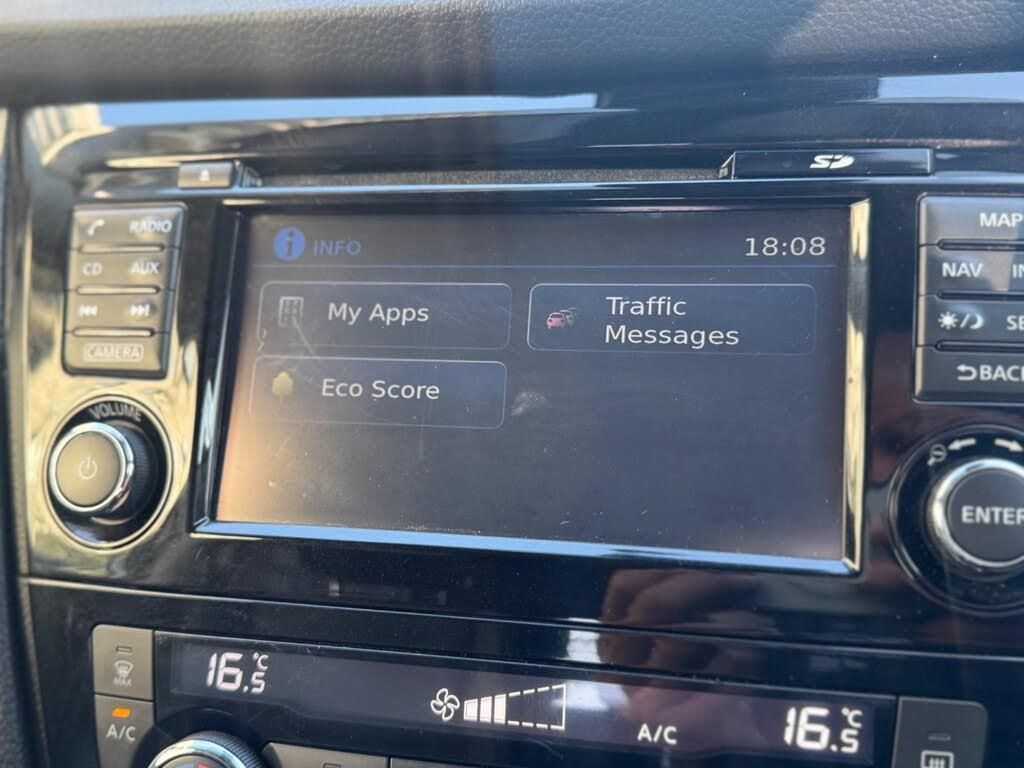 SD
RADIO
CD AUX
CAMERA
VOLUME
INFO
18:08
My Apps
Traffic
Messages
Eco Score
MAP
NAV
BACK
ENTER
MAX
A/C
16.5°C
A/C
16.5°C